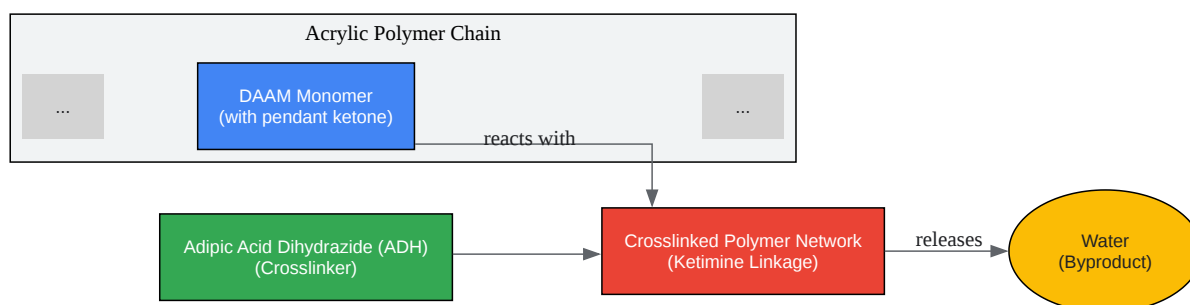 Acrylic Polymer Chain
...
DAAM Monomer
(with pendant ketone)
...
reacts with
Adipic Acid Dihydrazide (ADH)
(Crosslinker)
Crosslinked Polymer Network
(Ketimine Linkage)
releases
Water
(Byproduct)